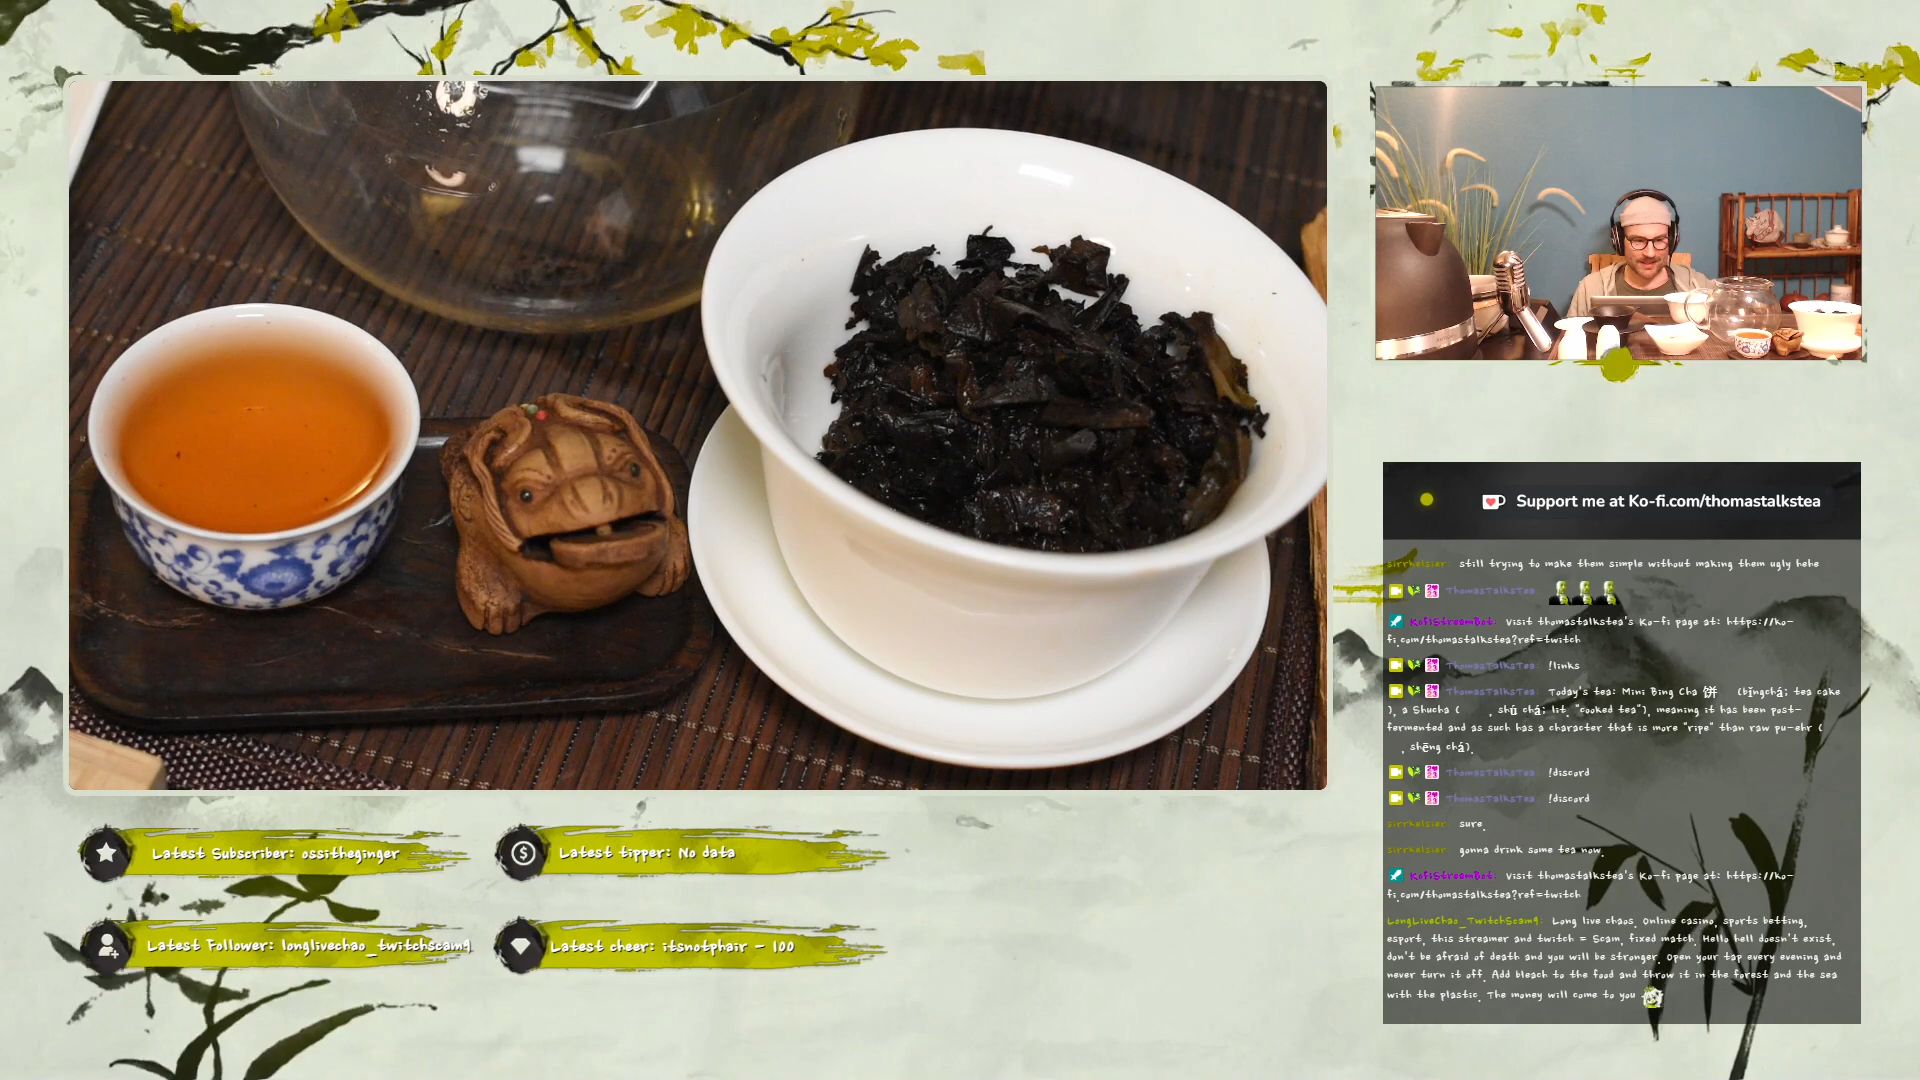 Support me at Ko-fi.com/thomastalkstea
sirrkelsier: still trying to make them simple without making them ugly hehe
ThomasTalksTea:
KofiStreamBot: Visit thomastalkstea's Ko-fi page at: https://ko-
fi.com/thomastalkstea?ref=twitch
ThomasTalksTea: !links
ThomasTalksTea: Today's tea: Mini Bing Cha 饼 (bǐngchá; tea cake
), a Shucha ( , shú chá; lit. "cooked tea"), meaning it has been post-
fermented and as such has a character that is more "ripe" than raw pu-ehr (
, shēng chá).
ThomasTalksTea: !discord
ThomasTalksTea: !discord
sirrkelsier: sure.
sirrkelsier: gonna drink some tea now.
KofiStreamBot: Visit thomastalkstea's Ko-fi page at: https://ko-
fi.com/thomastalkstea?ref=twitch
LongLiveChao_TwitchScam9: Long live chaos. Online casino, sports betting,
esport, this streamer and twitch = Scam, fixed match. Hello hell doesn't exist,
don't be afraid of death and you will be stronger. Open your tap every evening and
never turn it off. Add bleach to the food and throw it in the forest and the sea
with the plastic. The money will come to you
Latest Subscriber: ossitheginger
Latest tipper: No data
Latest Follower: longlivechao_twitchscam9
Latest cheer: itsnotphair - 100